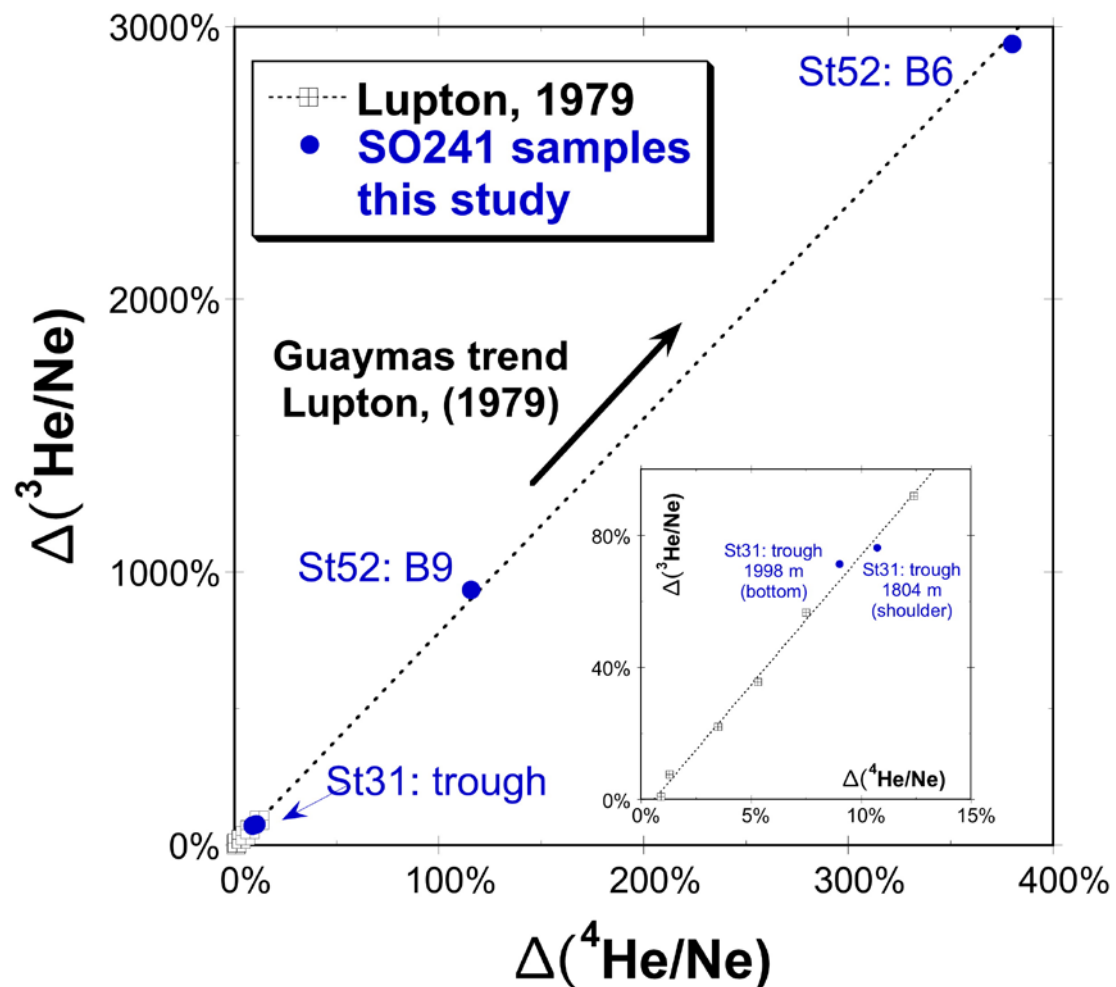 3000%
St52: B6
Lupton, 1979
SO241 samples
this study
2000%
Δ(³He/Ne)
Guaymas trend
Lupton, (1979)
1000%
St52: B9
St31: trough
0%
0%
100%
200%
300%
400%
Δ(⁴He/Ne)
Δ(³He/Ne)
80%
St31: trough
1998 m
(bottom)
St31: trough
1804 m
(shoulder)
40%
Δ(⁴He/Ne)
0%
0%
5%
10%
15%